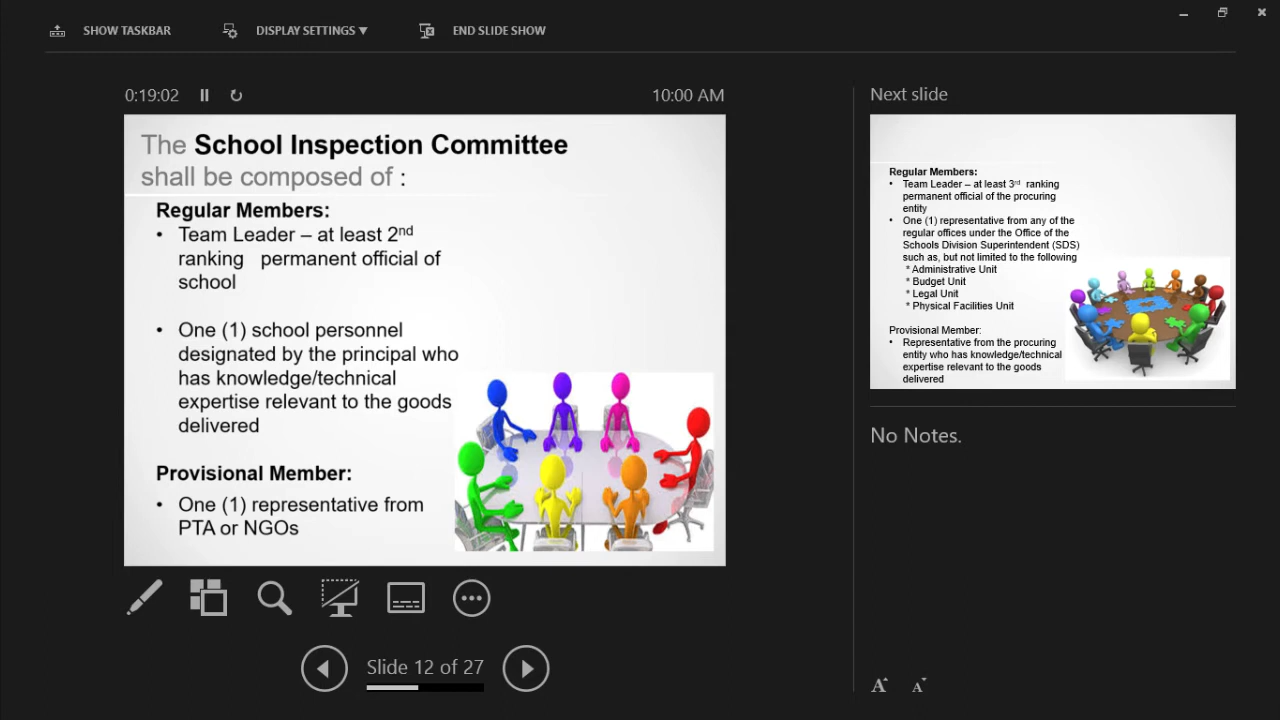 SHOW TASKBAR
DISPLAY SETTINGS ▼
END SLIDE SHOW
0:19:02
10:00 AM
The School Inspection Committee
shall be composed of :
Regular Members:
• Team Leader – at least 2nd
ranking permanent official of
school
• One (1) school personnel
designated by the principal who
has knowledge/technical
expertise relevant to the goods
delivered
Provisional Member:
• One (1) representative from
PTA or NGOs
Slide 12 of 27
Next slide
Regular Members:
• Team Leader – at least 3rd ranking
permanent official of the procuring
entity
• One (1) representative from any of the
regular offices under the Office of the
Schools Division Superintendent (SDS)
such as, but not limited to the following
* Administrative Unit
* Budget Unit
* Legal Unit
* Physical Facilities Unit
Provisional Member:
• Representative from the procuring
entity who has knowledge/technical
expertise relevant to the goods
delivered
No Notes.
A A